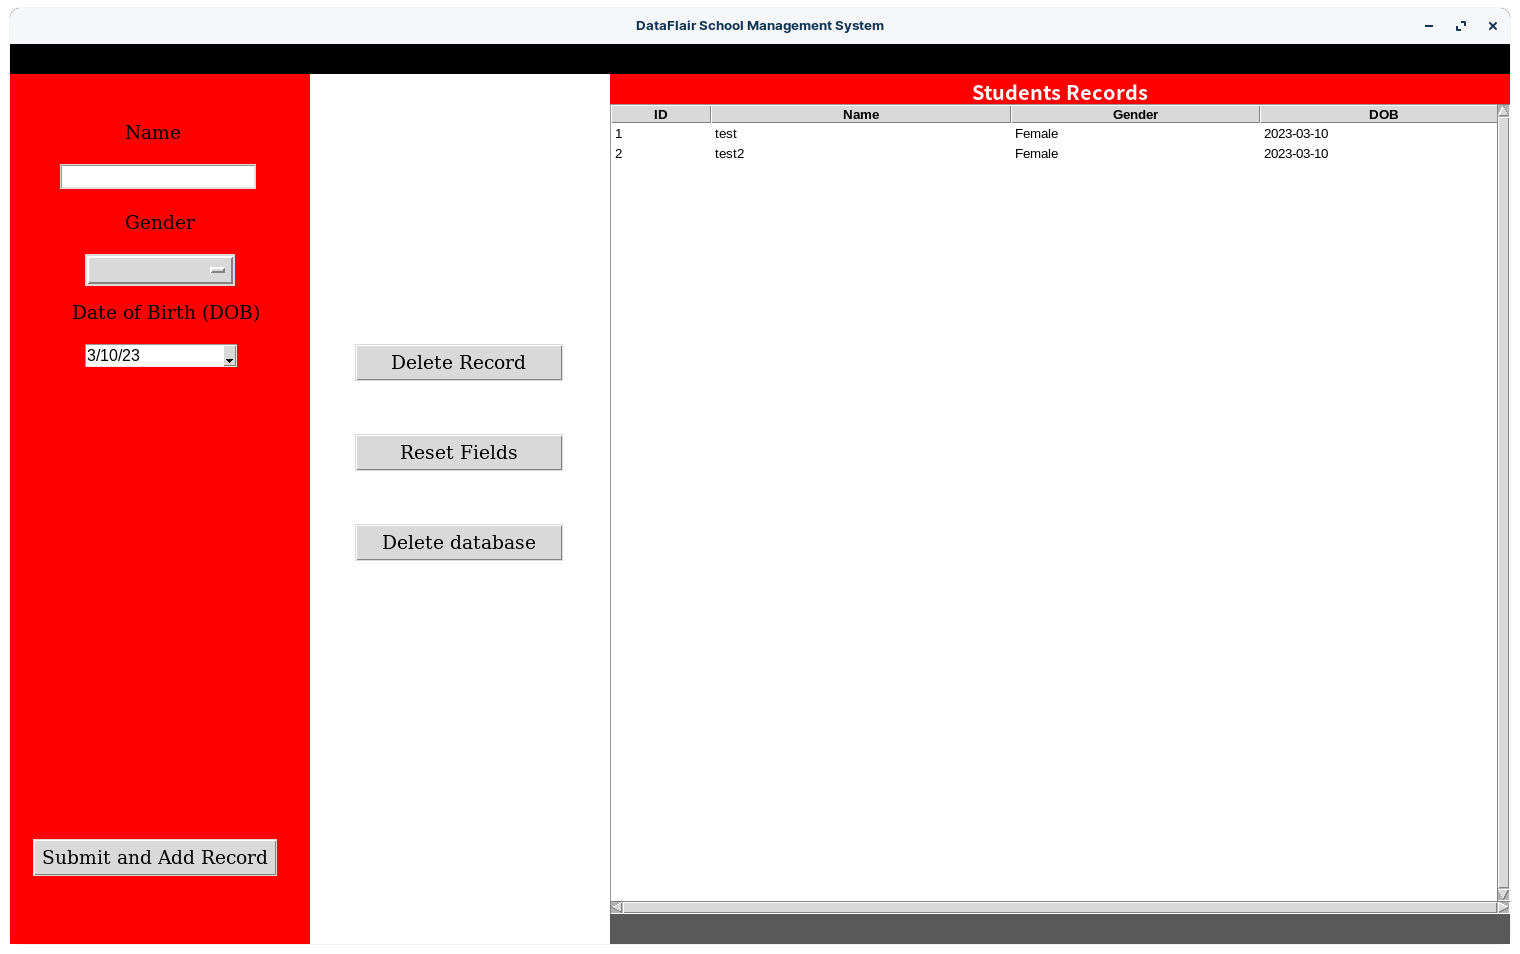 DataFlair School Management System
Name
Gender
Date of Birth (DOB)
3/10/23
Submit and Add Record
Delete Record
Reset Fields
Delete database
Students Records
ID Name Gender DOB
1 test Female 2023-03-10
2 test2 Female 2023-03-10